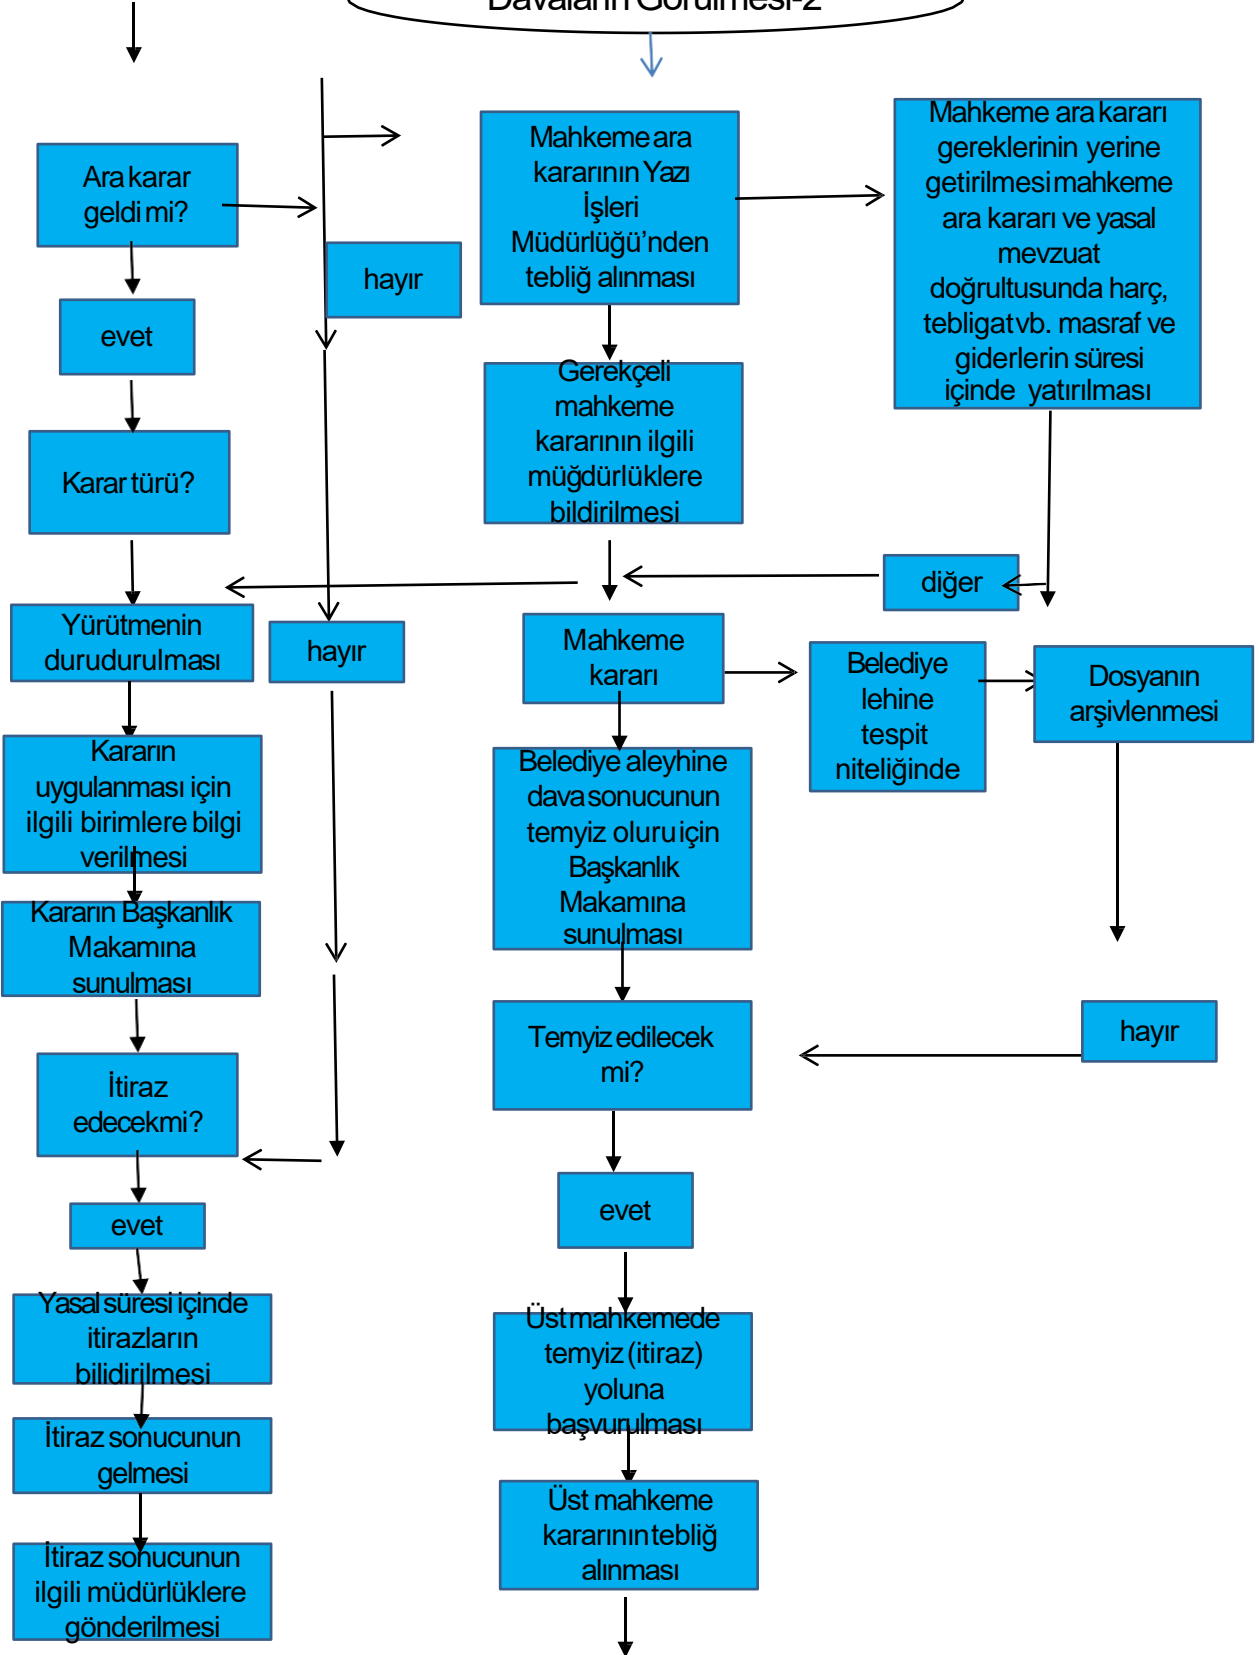 Davaların Görülmesi-2
Ara karar
geldi mi?
hayır
evet
Karar türü?
Yürütmenin
durudurulması
hayır
Kararın
uygulanması için
ilgili birimlere bilgi
verilmesi
Kararın Başkanlık
Makamına
sunulması
İtiraz
edecekmi?
evet
Yasal süresi içinde
itirazların
bilidirilmesi
İtiraz sonucunun
gelmesi
İtiraz sonucunun
ilgili müdürlüklere
gönderilmesi
Mahkeme ara
kararının Yazı
İşleri
Müdürlüğü’nden
tebliğ alınması
Gerekçeli
mahkeme
kararının ilgili
müğdürlüklere
bildirilmesi
Mahkeme
kararı
Belediye aleyhine
dava sonucunun
temyiz oluru için
Başkanlık
Makamına
sunulması
Temyiz edilecek
mi?
evet
Üst mahkemede
temyiz (itiraz)
yoluna
başvurulması
Üst mahkeme
kararının tebliğ
alınması
Mahkeme ara kararı
gereklerinin yerine
getirilmesi mahkeme
ara kararı ve yasal
mevzuat
doğrultusunda harç,
tebligat vb. masraf ve
giderlerin süresi
içinde yatırılması
diğer
Belediye
lehine
tespit
niteliğinde
Dosyanın
arşivlenmesi
hayır